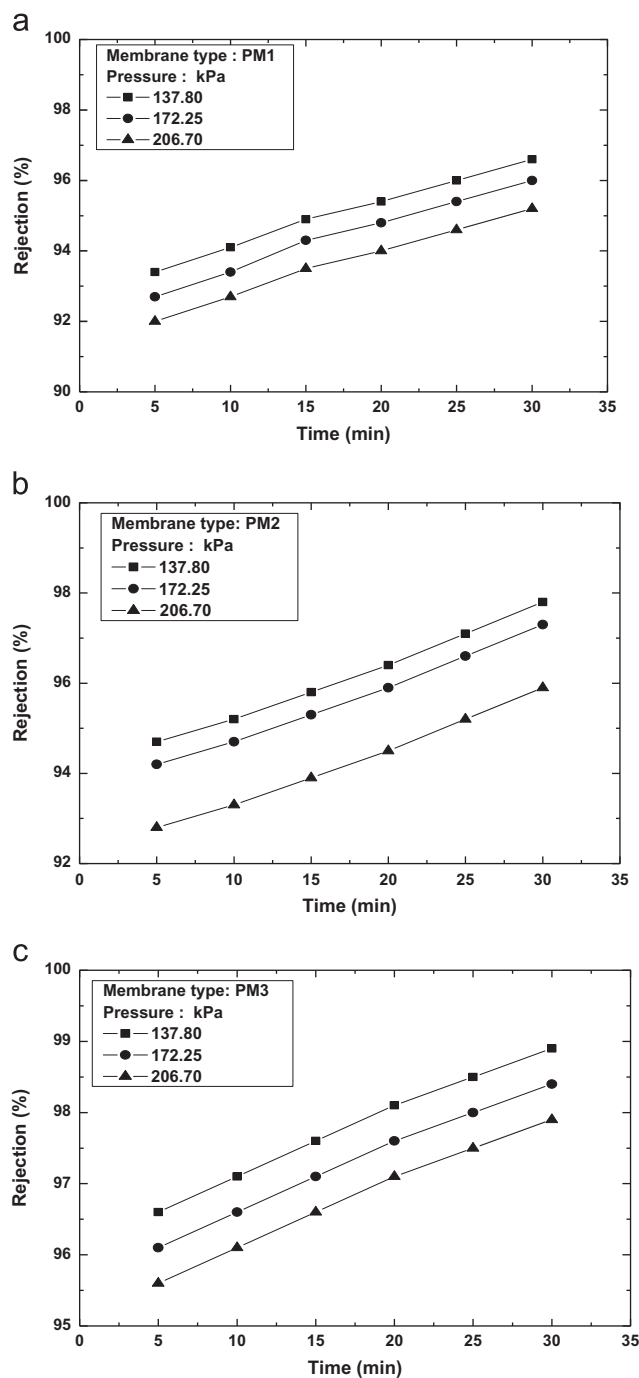 a
100
98
96
94
92
90
Rejection (%)
Membrane type : PM1
Pressure : kPa
137.80
172.25
206.70
0 5 10 15 20 25 30 35
Time (min)
b
100
98
96
94
92
Rejection (%)
Membrane type: PM2
Pressure : kPa
137.80
172.25
206.70
0 5 10 15 20 25 30 35
Time (min)
c
100
99
98
97
96
95
Rejection (%)
Membrane type: PM3
Pressure : kPa
137.80
172.25
206.70
0 5 10 15 20 25 30 35
Time (min)